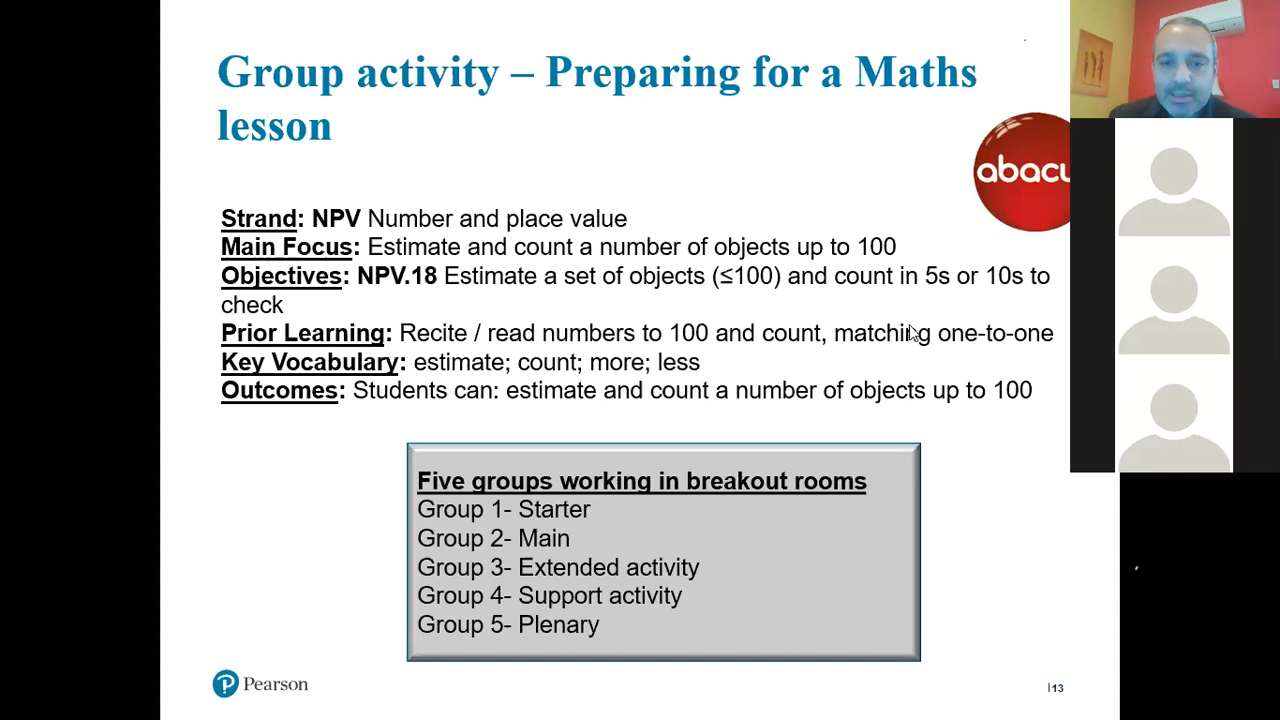 Group activity – Preparing for a Maths
lesson
abacu
Strand: NPV Number and place value
Main Focus: Estimate and count a number of objects up to 100
Objectives: NPV.18 Estimate a set of objects (≤100) and count in 5s or 10s to
check
Prior Learning: Recite / read numbers to 100 and count, matching one-to-one
Key Vocabulary: estimate; count; more; less
Outcomes: Students can: estimate and count a number of objects up to 100
Five groups working in breakout rooms
Group 1- Starter
Group 2- Main
Group 3- Extended activity
Group 4- Support activity
Group 5- Plenary
Pearson
13